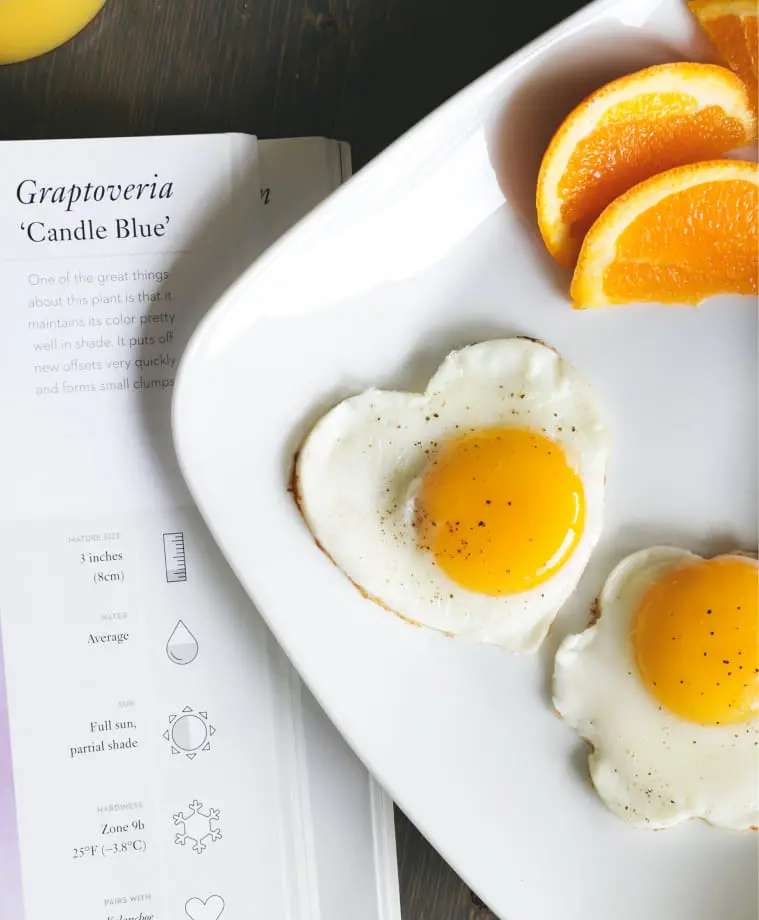 Graptoveria
‘Candle Blue’
One of the great things
about this plant is that it
maintains its color pretty
well in shade. It puts off
new offsets very quickly
and forms small clumps
MATURE SIZE
3 inches
(8cm)
WATER
Average
SUN
Full sun,
partial shade
HARDINESS
Zone 9b
25°F (–3.8°C)
PAIRS WITH
Kalanchoe